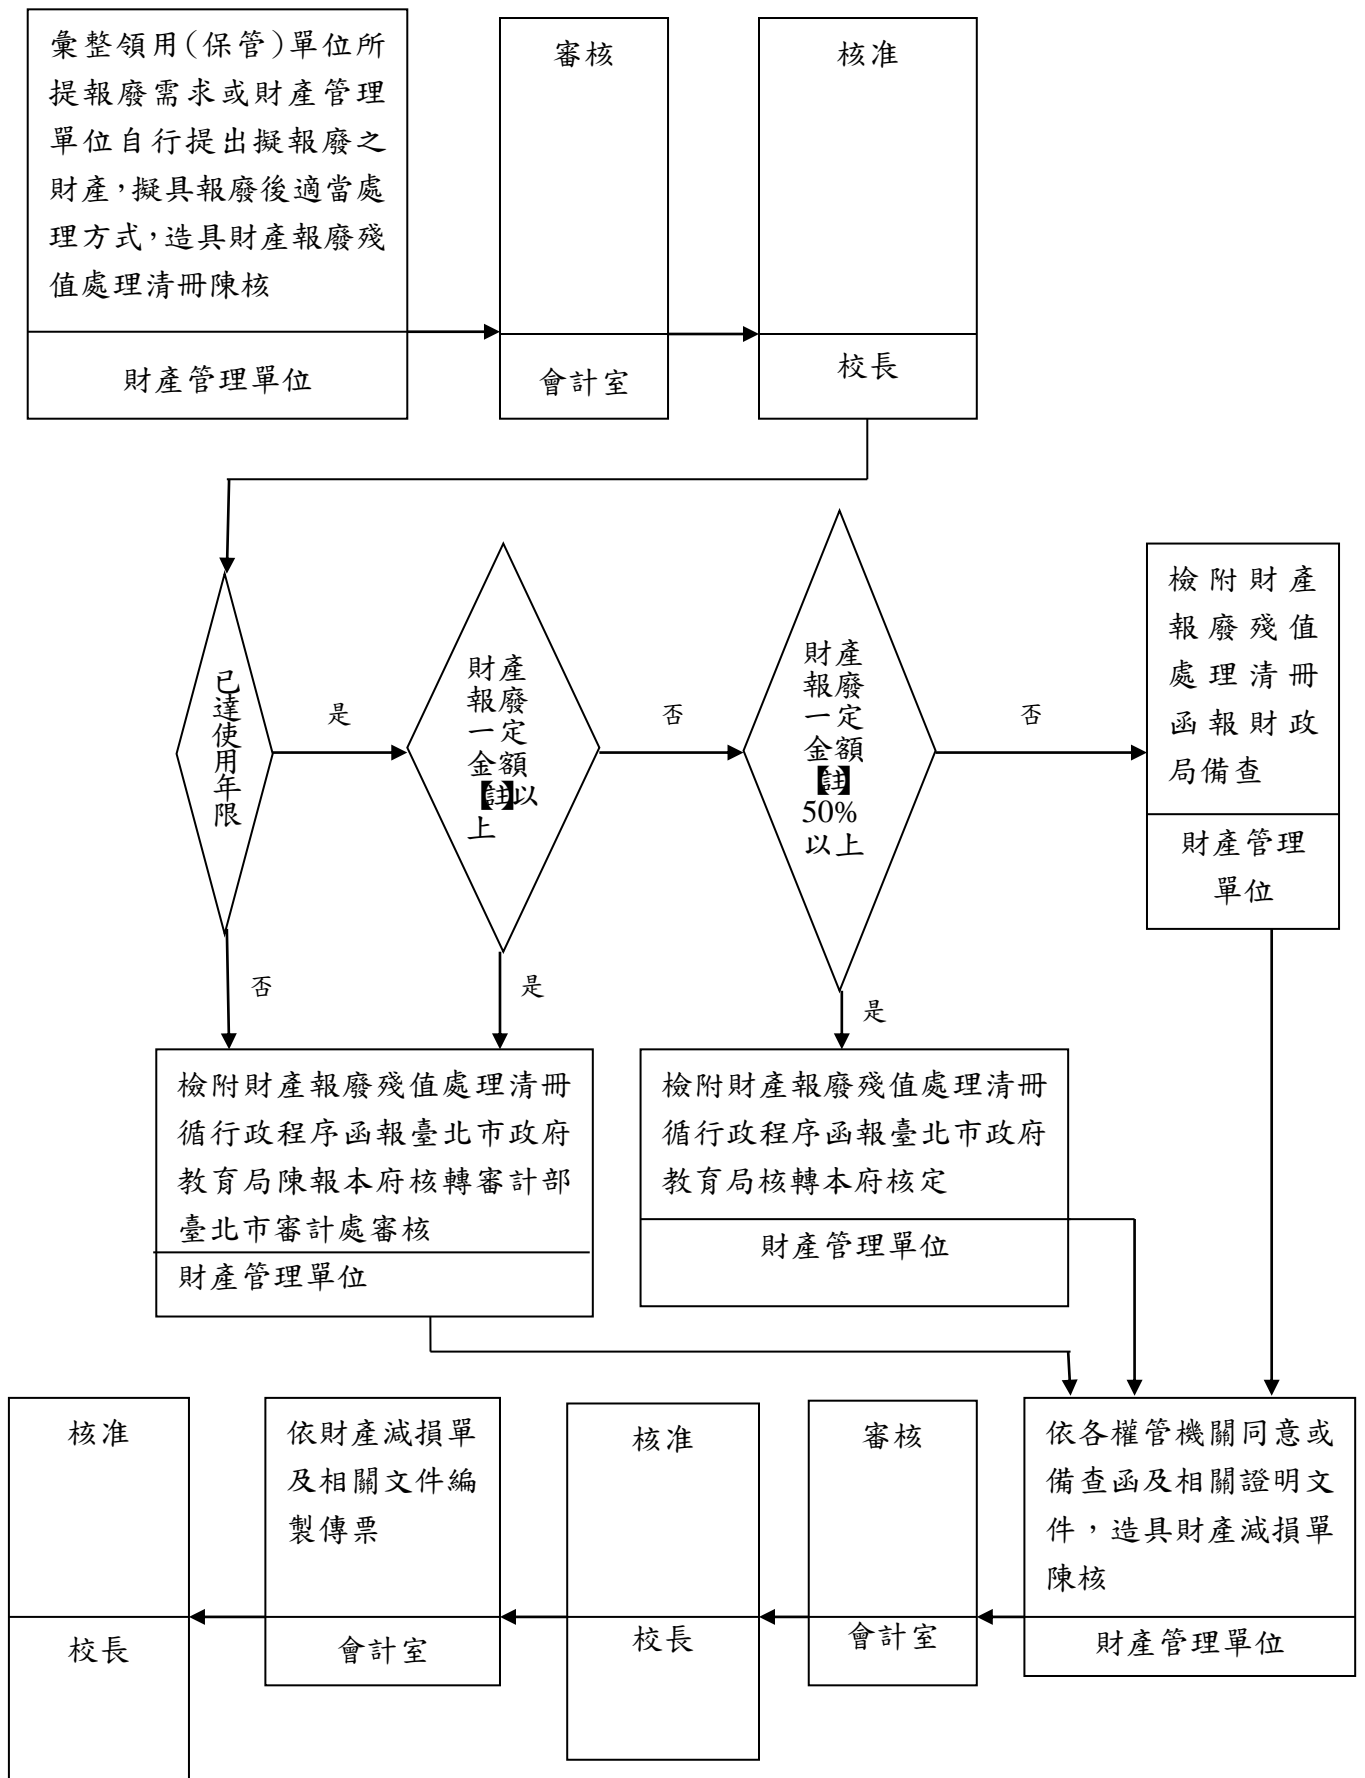 彙整領用(保管)單位所
提報廢需求或財產管理
單位自行提出擬報廢之
財產，擬具報廢後適當處
理方式，造具財產報廢殘
值處理清冊陳核
財產管理單位
審核
會計室
核准
校長
已達使用年限
是
否
財產
報廢
一定
金額
【註】以
上
否
是
財產
報廢
一定
金額
【註】
50%
以上
否
是
檢附財產
報廢殘值
處理清冊
函報財政
局備查
財產管理
單位
檢附財產報廢殘值處理清冊
循行政程序函報臺北市政府
教育局陳報本府核轉審計部
臺北市審計處審核
財產管理單位
檢附財產報廢殘值處理清冊
循行政程序函報臺北市政府
教育局核轉本府核定
財產管理單位
依各權管機關同意或
備查函及相關證明文
件，造具財產減損單
陳核
財產管理單位
審核
會計室
核准
校長
依財產減損單
及相關文件編
製傳票
會計室
核准
校長